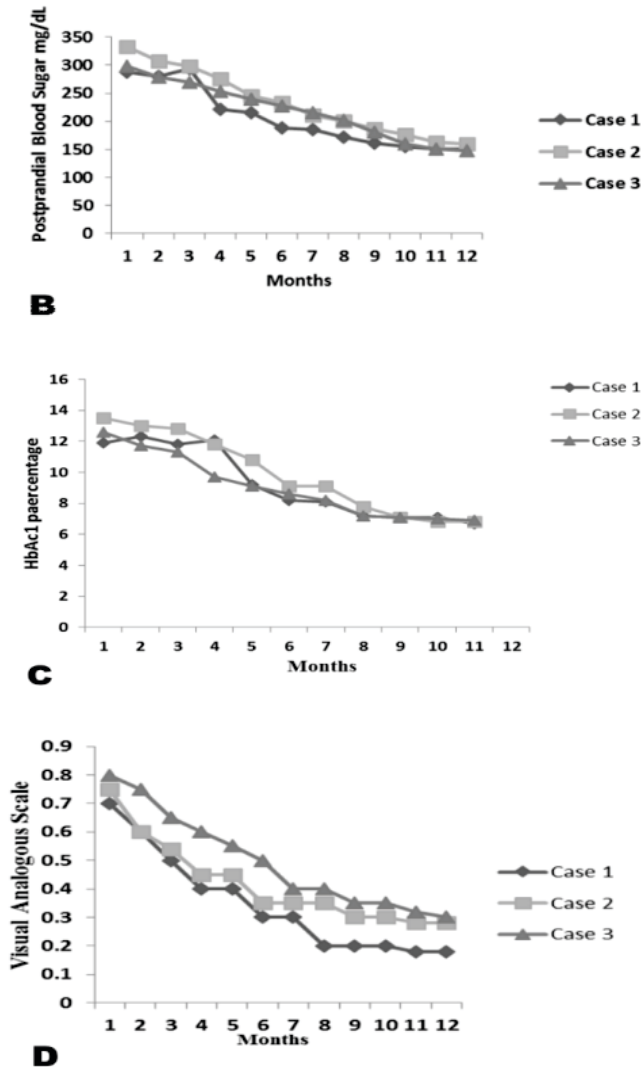 Postprandial Blood Sugar mg/dL
350
300
250
200
150
100
50
0
1 2 3 4 5 6 7 8 9 10 11 12
Months
Case 1
Case 2
Case 3
B
HbAc1 paercentage
16
14
12
10
8
6
4
2
0
1 2 3 4 5 6 7 8 9 10 11 12
Months
Case 1
Case 2
Case 3
C
Visual Analogous Scale
0.9
0.8
0.7
0.6
0.5
0.4
0.3
0.2
0.1
0
1 2 3 4 5 6 7 8 9 10 11 12
Months
Case 1
Case 2
Case 3
D